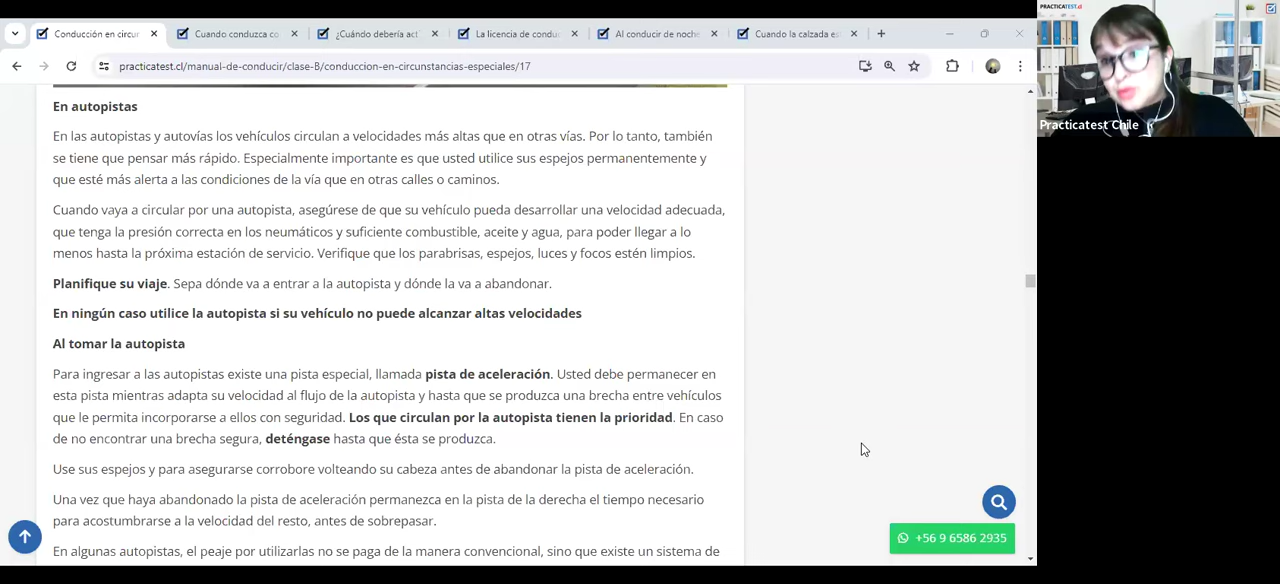 Conducción en circur
Cuando conduzca co
¿Cuándo debería act
La licencia de condu
Al conducir de noch
Cuando la calzada es
practicatest.cl/manual-de-conducir/clase-B/conduccion-en-circunstancias-especiales/17
PRACTICATEST.cl
Practicatest Chile
En autopistas
En las autopistas y autovías los vehículos circulan a velocidades más altas que en otras vías. Por lo tanto, también
se tiene que pensar más rápido. Especialmente importante es que usted utilice sus espejos permanentemente y
que esté más alerta a las condiciones de la vía que en otras calles o caminos.
Cuando vaya a circular por una autopista, asegúrese de que su vehículo pueda desarrollar una velocidad adecuada,
que tenga la presión correcta en los neumáticos y suficiente combustible, aceite y agua, para poder llegar a lo
menos hasta la próxima estación de servicio. Verifique que los parabrisas, espejos, luces y focos estén limpios.
Planifique su viaje. Sepa dónde va a entrar a la autopista y dónde la va a abandonar.
En ningún caso utilice la autopista si su vehículo no puede alcanzar altas velocidades
Al tomar la autopista
Para ingresar a las autopistas existe una pista especial, llamada pista de aceleración. Usted debe permanecer en
esta pista mientras adapta su velocidad al flujo de la autopista y hasta que se produzca una brecha entre vehículos
que le permita incorporarse a ellos con seguridad. Los que circulan por la autopista tienen la prioridad. En caso
de no encontrar una brecha segura, deténgase hasta que ésta se produzca.
Use sus espejos y para asegurarse corrobore volteando su cabeza antes de abandonar la pista de aceleración.
Una vez que haya abandonado la pista de aceleración permanezca en la pista de la derecha el tiempo necesario
para acostumbrarse a la velocidad del resto, antes de sobrepasar.
En algunas autopistas, el peaje por utilizarlas no se paga de la manera convencional, sino que existe un sistema de
+56 9 6586 2935